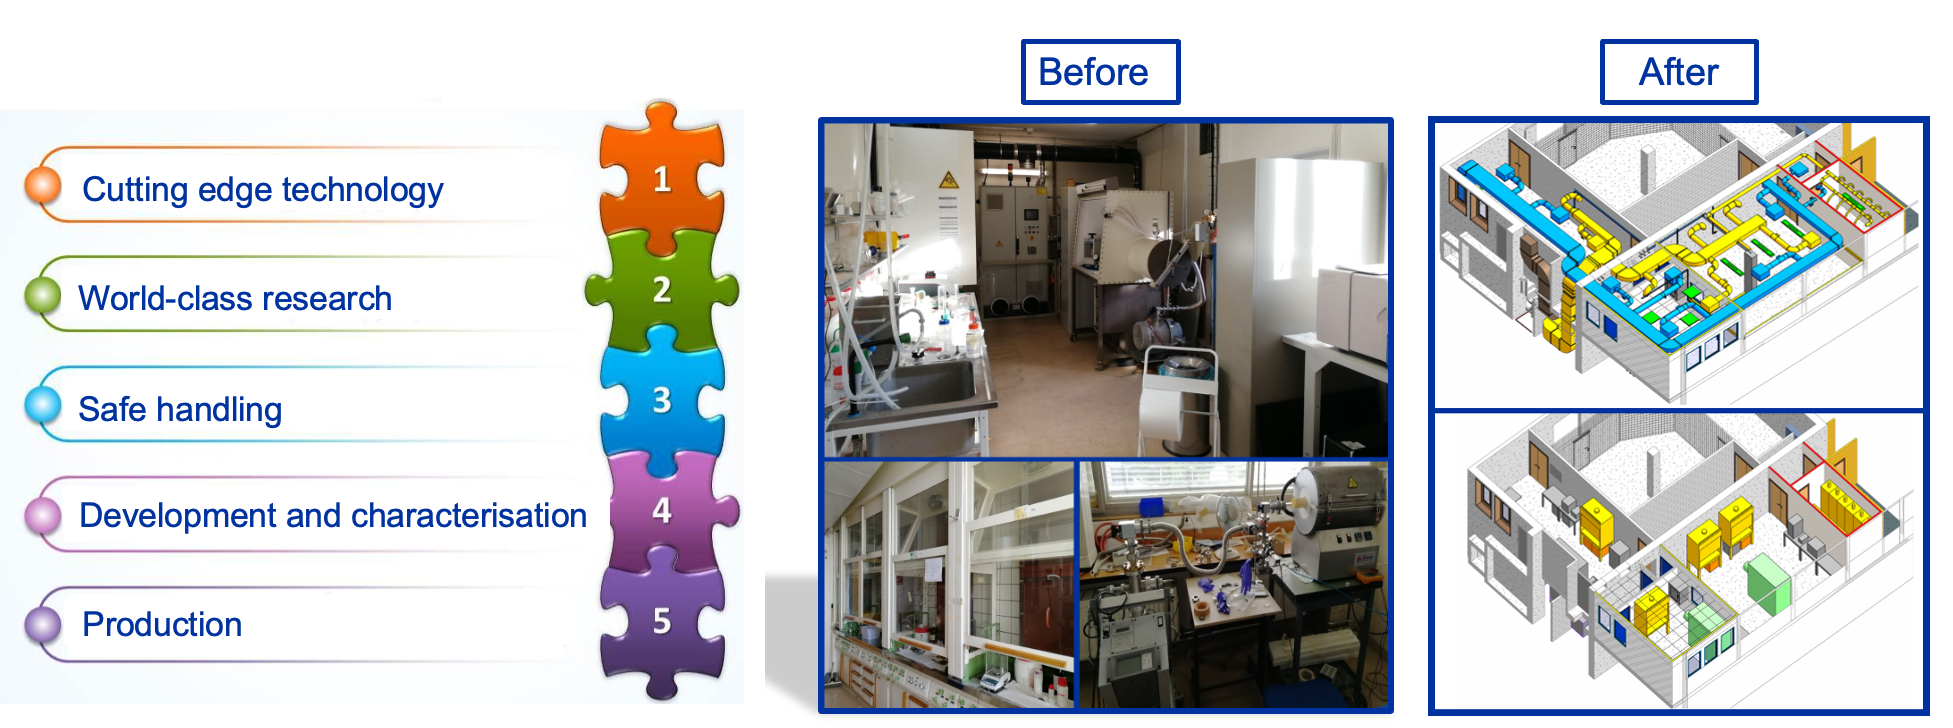 Before
After
1
Cutting edge technology
2
World-class research
3
Safe handling
4
Development and characterisation
5
Production